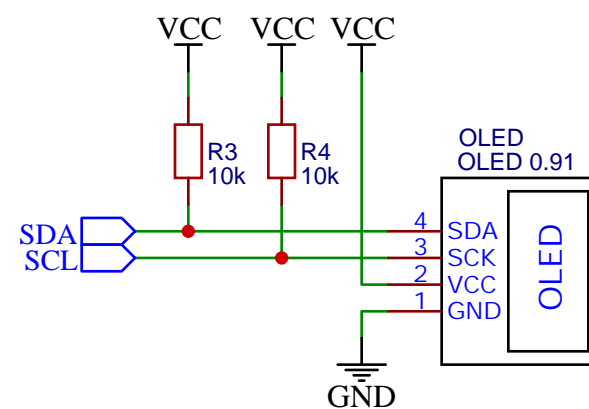 VCC VCC VCC
R3
10k
R4
10k
OLED
OLED 0.91
SDA
SCL
4 SDA
3 SCK
2 VCC
1 GND
OLED
GND